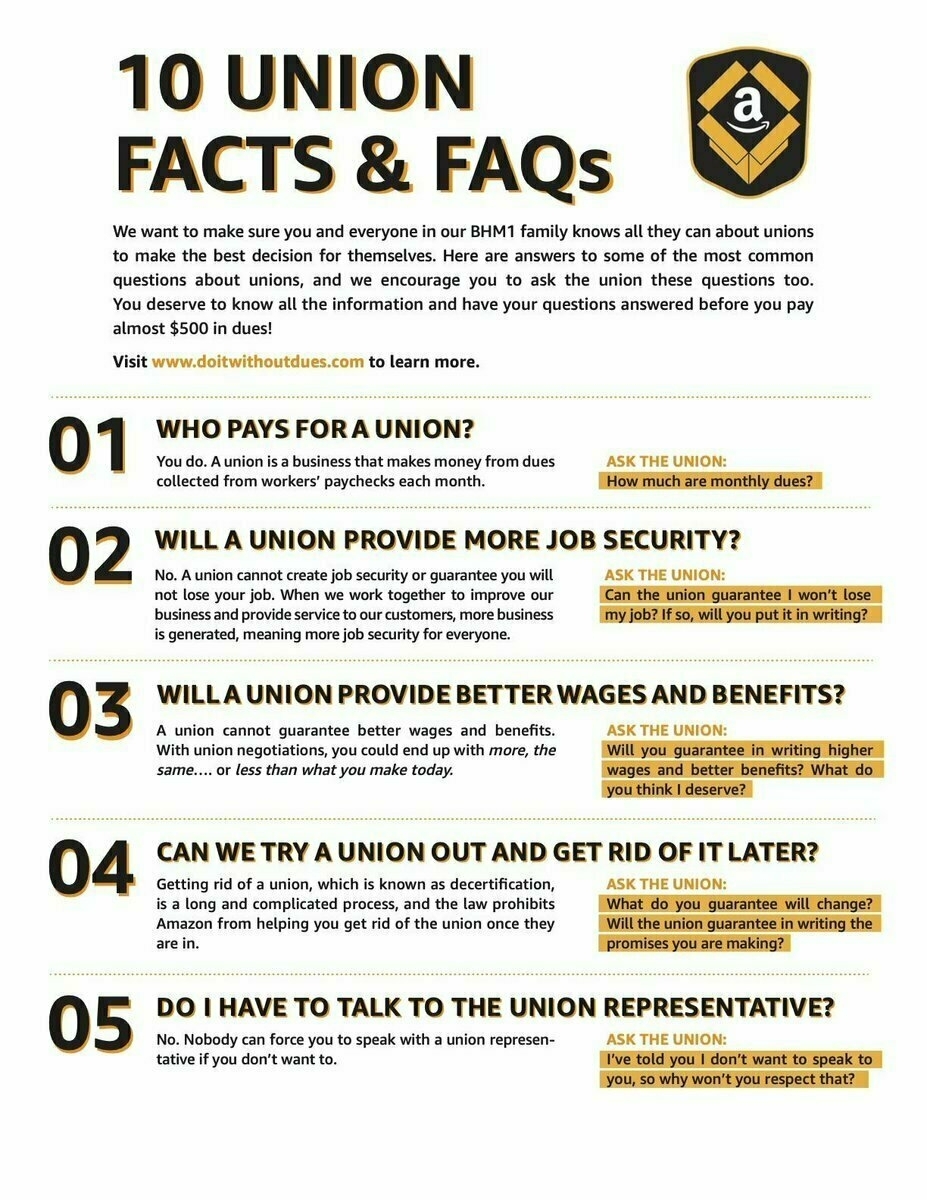 10 UNION
FACTS & FAQs
a
We want to make sure you and everyone in our BHM1 family knows all they can about unions
to make the best decision for themselves. Here are answers to some of the most common
questions about unions, and we encourage you to ask the union these questions too.
You deserve to know all the information and have your questions answered before you pay
almost $500 in dues!
Visit www.doitwithoutdues.com to learn more.
01
WHO PAYS FOR A UNION?
You do. A union is a business that makes money from dues
collected from workers' paychecks each month.
ASK THE UNION:
How much are monthly dues?
02
WILL A UNION PROVIDE MORE JOB SECURITY?
No. A union cannot create job security or guarantee you will
not lose your job. When we work together to improve our
business and provide service to our customers, more business
is generated, meaning more job security for everyone.
ASK THE UNION:
Can the union guarantee I won't lose
my job? If so, will you put it in writing?
03
WILL A UNION PROVIDE BETTER WAGES AND BENEFITS?
A union cannot guarantee better wages and benefits.
With union negotiations, you could end up with more, the
same.... or less than what you make today.
ASK THE UNION:
Will you guarantee in writing higher
wages and better benefits? What do
you think I deserve?
04
CAN WE TRY A UNION OUT AND GET RID OF IT LATER?
Getting rid of a union, which is known as decertification,
is a long and complicated process, and the law prohibits
Amazon from helping you get rid of the union once they
are in.
ASK THE UNION:
What do you guarantee will change?
Will the union guarantee in writing the
promises you are making?
05
DO I HAVE TO TALK TO THE UNION REPRESENTATIVE?
No. Nobody can force you to speak with a union represen-
tative if you don't want to.
ASK THE UNION:
I've told you I don't want to speak to
you, so why won't you respect that?